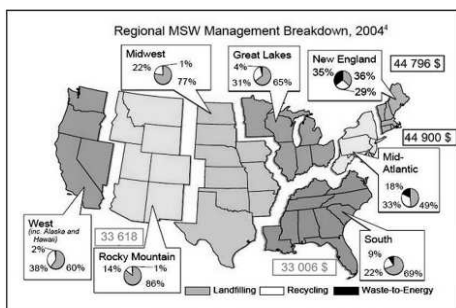 Regional MSW Management Breakdown, 2004⁴
Midwest
22% 1%
77%
Great Lakes
4%
31% 65%
New England
35% 36%
29%
44 796 $
44 900 $
Mid-
Atlantic
18%
33% 49%
West
(inc. Alaska and
Hawaii)
2%
38% 60%
33 618
Rocky Mountain
14% 1%
86%
33 006 $
South
9%
22% 69%
Landfilling Recycling Waste-to-Energy